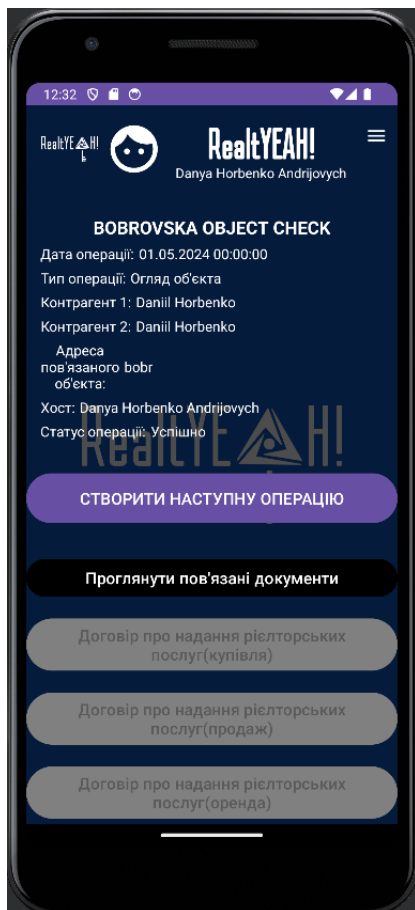 12:32
RealtYEAH!
RealtYEAH!
Danya Horbenko Andrijovych
BOBROVSKA OBJECT CHECK
Дата операції: 01.05.2024 00:00:00
Тип операції: Огляд об'єкта
Контрагент 1: Daniil Horbenko
Контрагент 2: Daniil Horbenko
Адреса
пов'язаного bobr
об'єкта:
Хост: Danya Horbenko Andrijovych
Статус операції: Успішно
RealtYEAH!
СТВОРИТИ НАСТУПНУ ОПЕРАЦІЮ
Проглянути пов'язані документи
Договір про надання рієлторських
послуг(купівля)
Договір про надання рієлторських
послуг(продаж)
Договір про надання рієлторських
послуг(оренда)